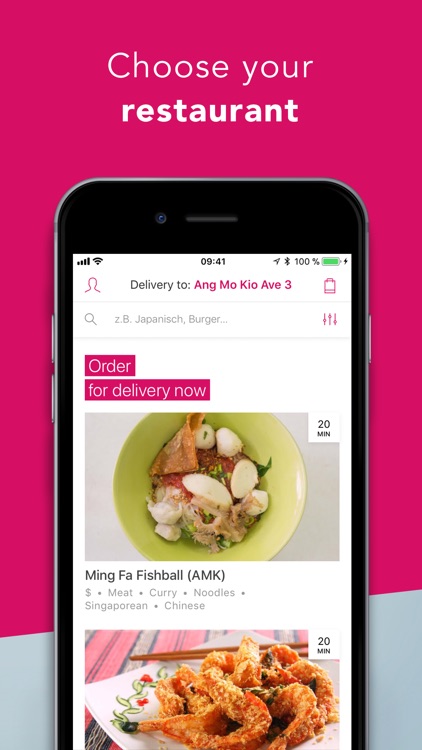 Choose your
restaurant
09:41
100 %
Delivery to: Ang Mo Kio Ave 3
z.B. Japanisch, Burger...
Order
for delivery now
20
MIN
Ming Fa Fishball (AMK)
$ • Meat • Curry • Noodles •
Singaporean • Chinese
20
MIN